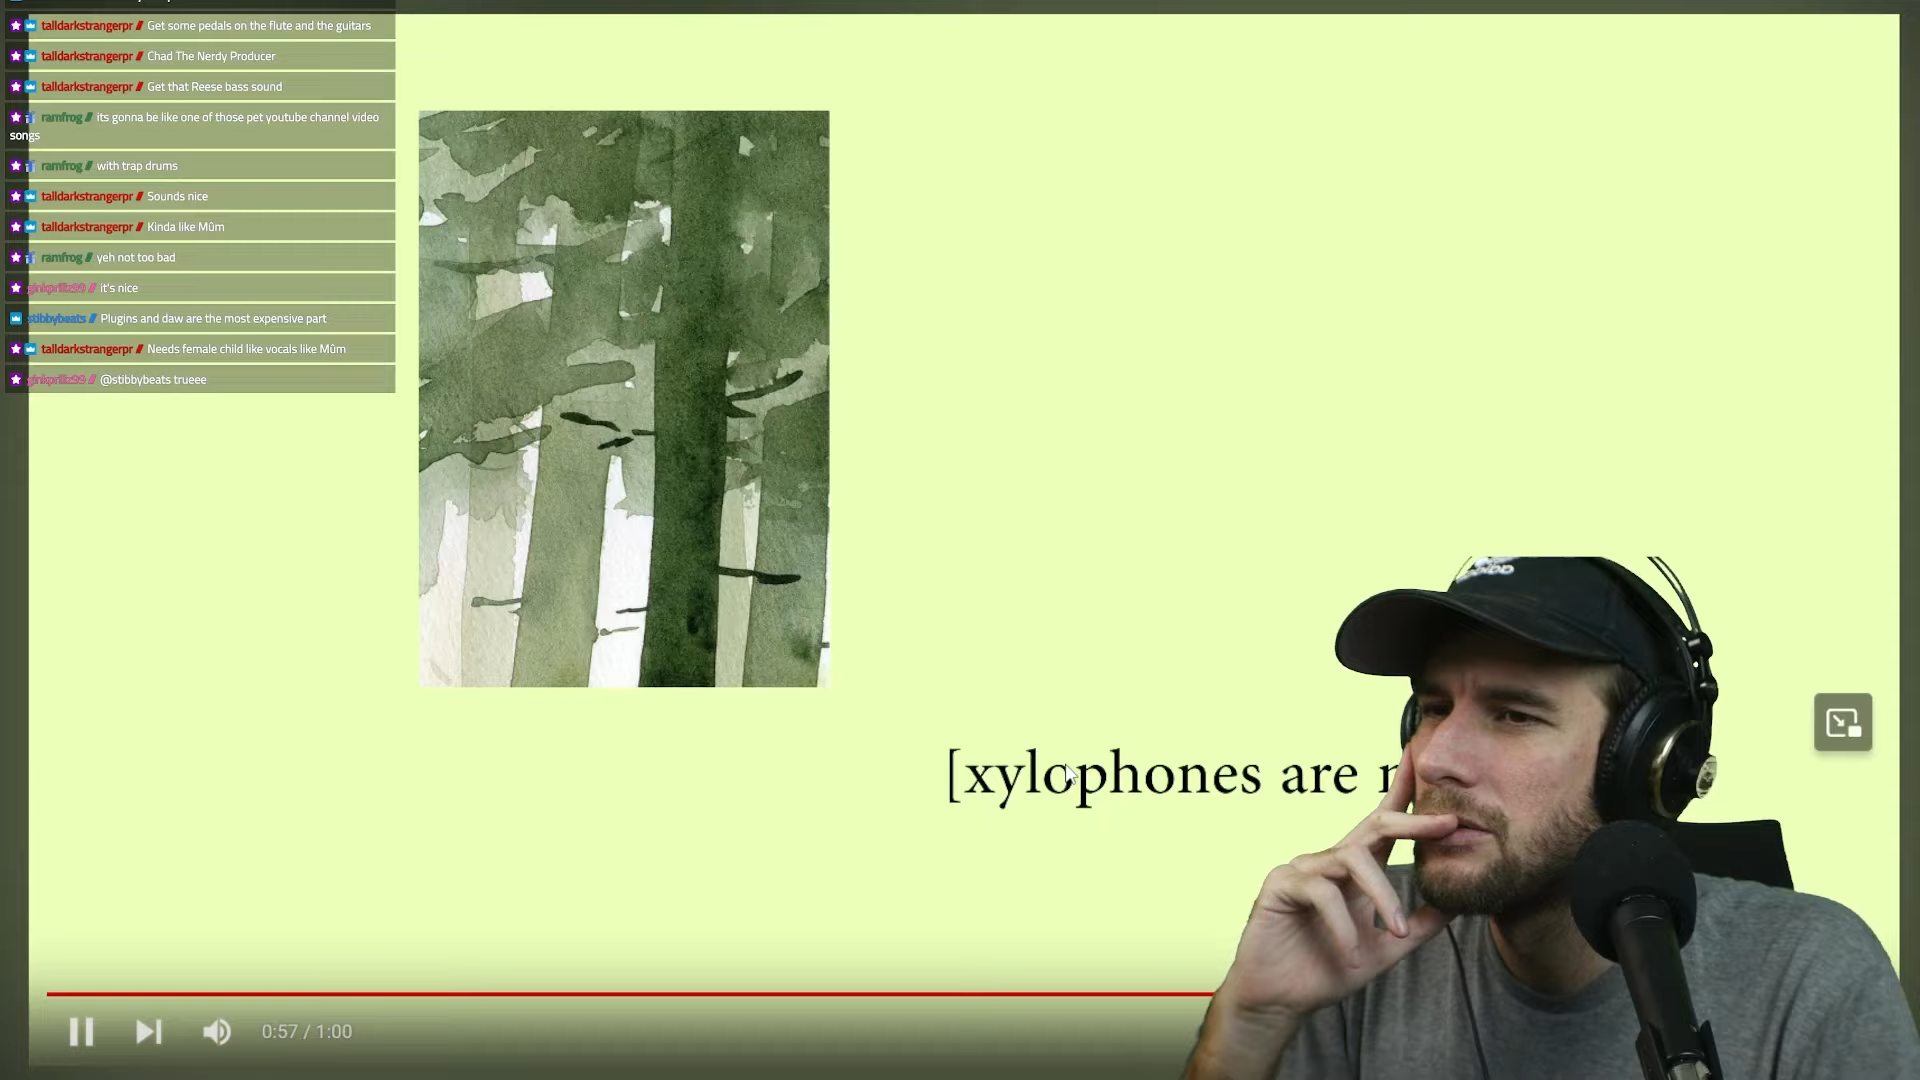 talldarkstrangerpr // Get some pedals on the flute and the guitars
talldarkstrangerpr // Chad The Nerdy Producer
talldarkstrangerpr // Get that Reese bass sound
ramfrog // its gonna be like one of those pet youtube channel video
songs
ramfrog // with trap drums
talldarkstrangerpr // Sounds nice
talldarkstrangerpr // Kinda like Mûm
ramfrog // yeh not too bad
// it's nice
stibbybeats // Plugins and daw are the most expensive part
talldarkstrangerpr // Needs female child like vocals like Mûm
// @stibbybeats trueee
[xylophones are
0:57 / 1:00